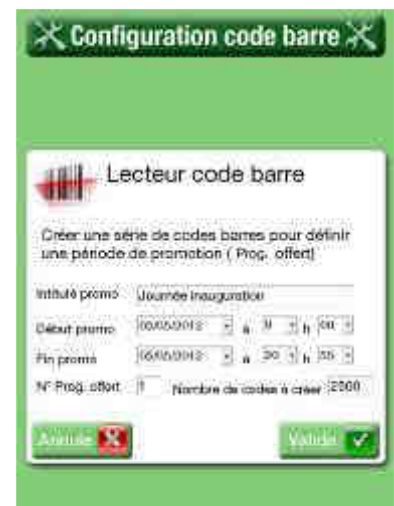 Configuration code barre
Lecteur code barre
Créer une série de codes barres pour définir
une période de promotion ( Prog. offert)
Intitulé promo Journée inauguration
Début promo à h
Fin promo à h
N° Prog. offert 1 Nombre de codes à créer 2500
Annule
Valide